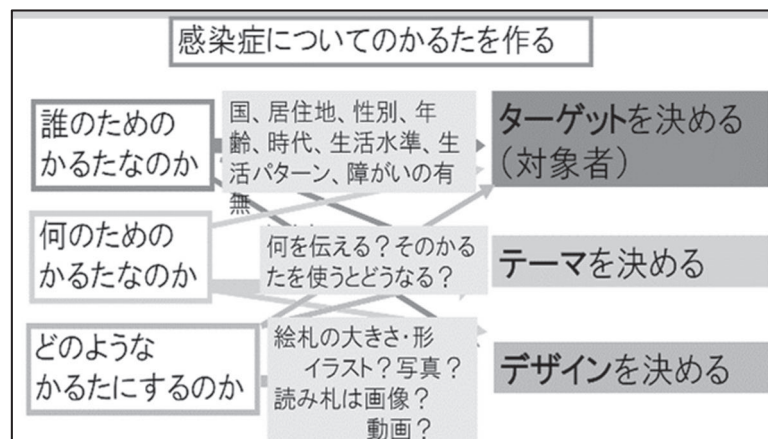 感染症についてのかるたを作る
誰のための
かるたなのか
国、居住地、性別、年
齢、時代、生活水準、生
活パターン、障がいの有
無
ターゲットを決める
（対象者）
何のための
かるたなのか
何を伝える？そのかる
たを使うとどうなる？
テーマを決める
どのような
かるたにするのか
絵札の大きさ・形
イラスト？写真？
読み札は画像？
動画？
デザインを決める